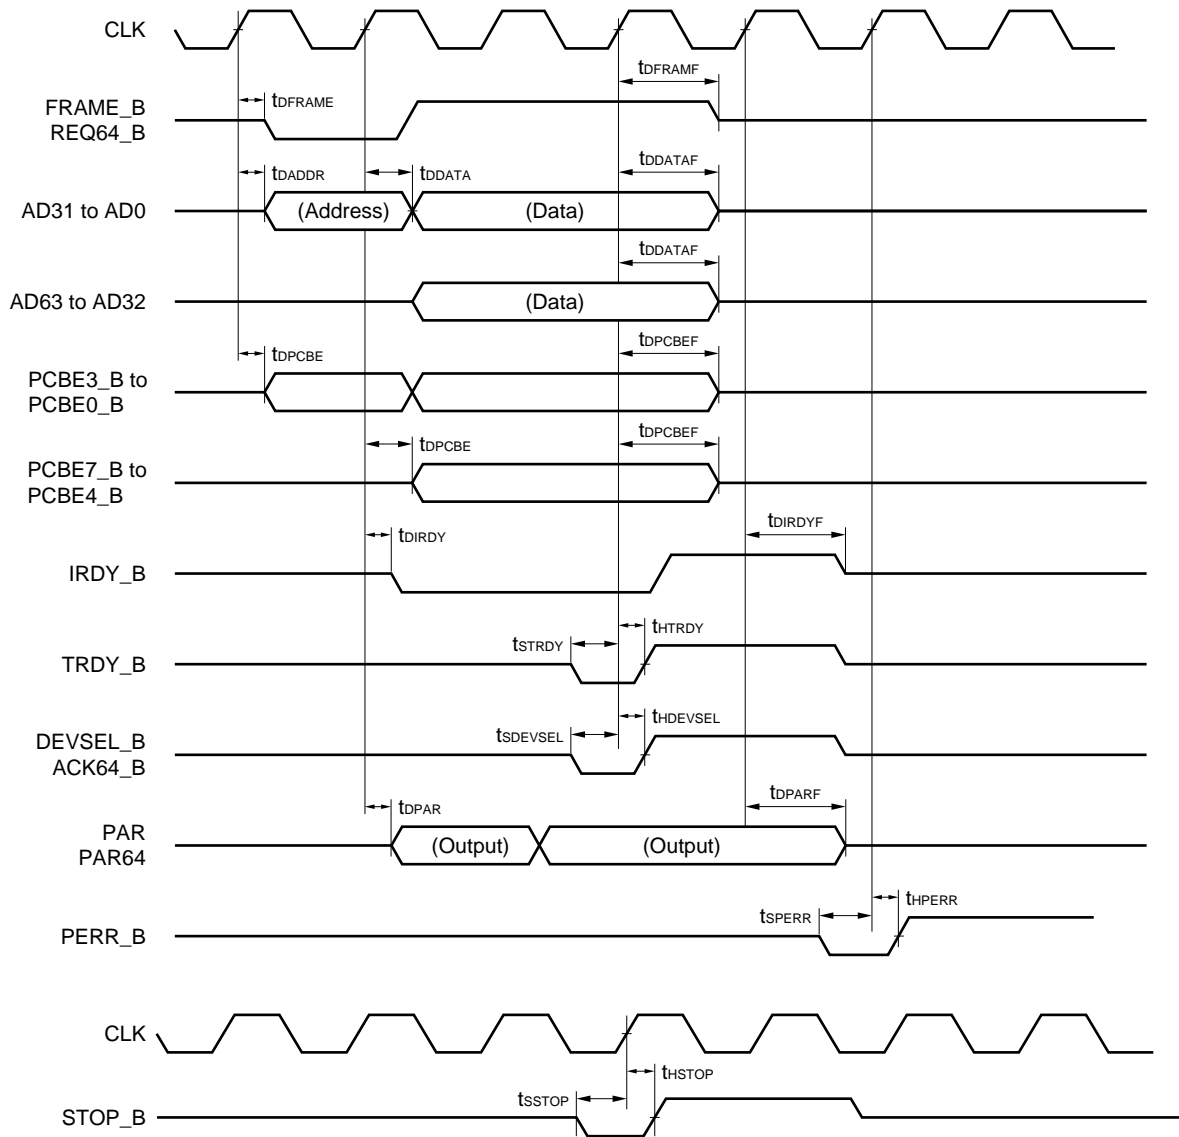 CLK
tDFRAMF
FRAME_B
REQ64_B
tDFRAME
tDDATAF
tDADDR
tDDATA
AD31 to AD0
(Address)
(Data)
tDDATAF
AD63 to AD32
(Data)
tDPCBE
tDPCBEF
PCBE3_B to
PCBE0_B
tDPCBE
tDPCBEF
PCBE7_B to
PCBE4_B
tDIRDY
tDIRDYF
IRDY_B
tSTRDY
tHTRDY
TRDY_B
tSDEVSEL
tHDEVSEL
DEVSEL_B
ACK64_B
tDPAR
tDPARF
PAR
PAR64
(Output)
(Output)
tSPERR
tHPERR
PERR_B
CLK
tSSTOP
tHSTOP
STOP_B